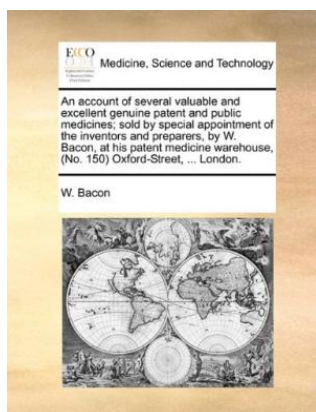 ECCO
Medicine, Science and Technology
An account of several valuable and
excellent genuine patent and public
medicines; sold by special appointment of
the inventors and preparers, by W.
Bacon, at his patent medicine warehouse,
(No. 150) Oxford-Street, ... London.
W. Bacon